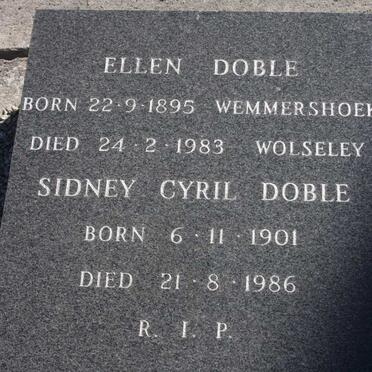 ELLEN DOBLE
BORN 22·9·1895 WEMMERSHOEK
DIED 24·2·1983 WOLSELEY
SIDNEY CYRIL DOBLE
BORN 6·11·1901
DIED 21·8·1986
R. I. P.